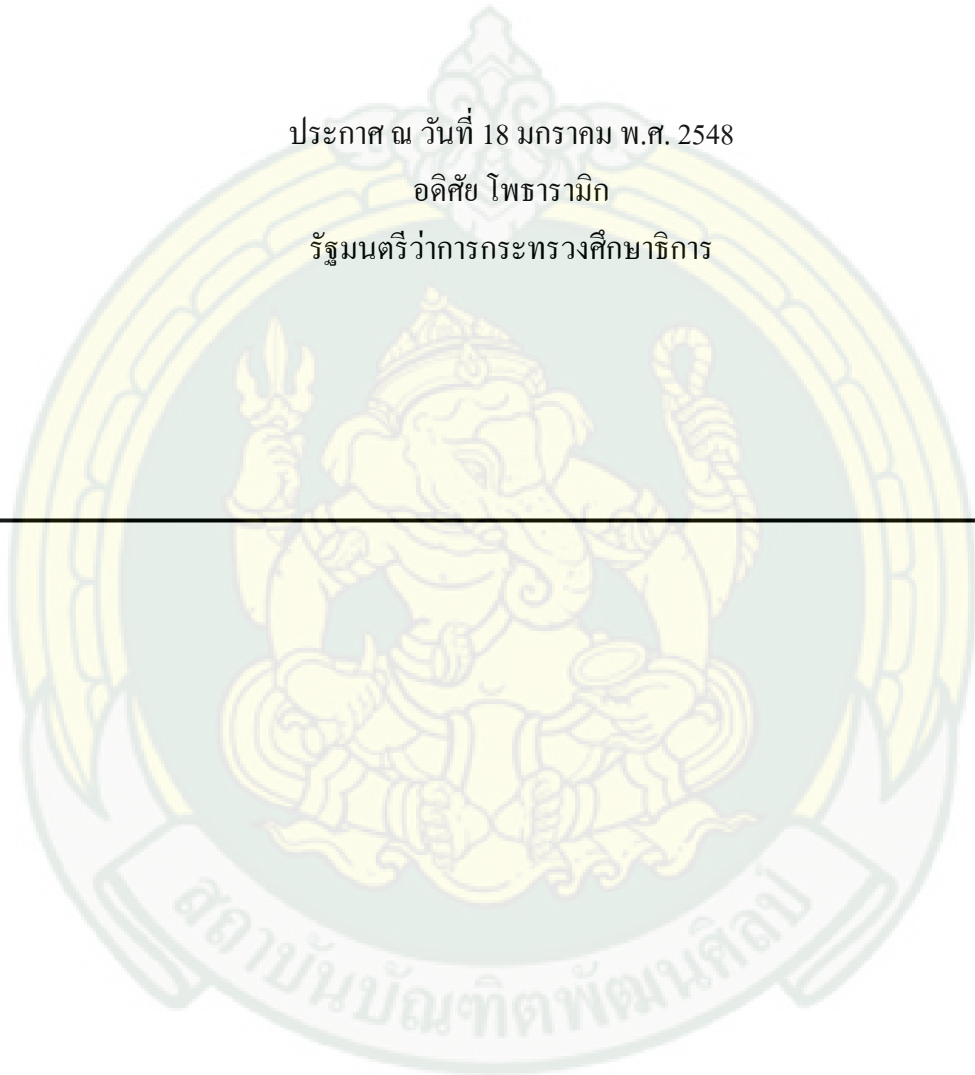 ประกาศ ณ วันที่ 18 มกราคม พ.ศ. 2548
อดิศัย โพธารามิก
รัฐมนตรีว่าการกระทรวงศึกษาธิการ
สถาบันบัณฑิตพัฒนศิลป์